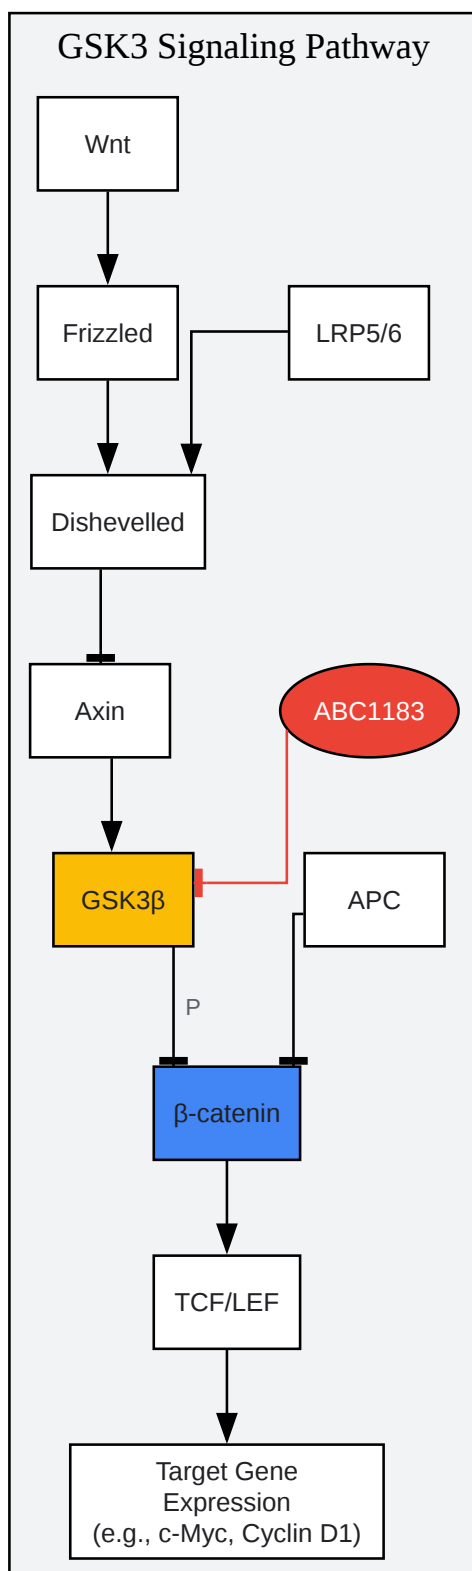 GSK3 Signaling Pathway
Wnt
Frizzled
LRP5/6
Dishevelled
Axin
ABC1183
GSK3β
APC
P
β-catenin
TCF/LEF
Target Gene
Expression
(e.g., c-Myc, Cyclin D1)